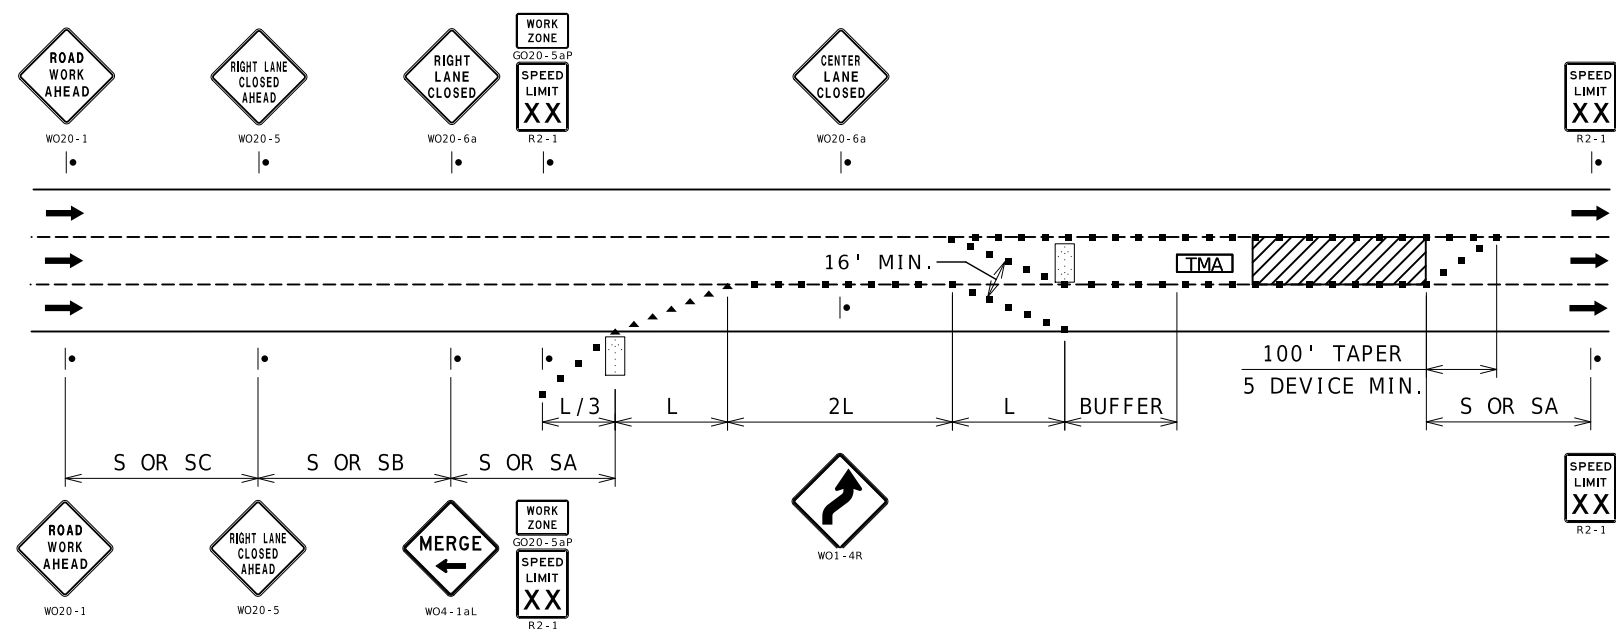 ROAD
WORK
AHEAD
WO20-1
RIGHT LANE
CLOSED
AHEAD
WO20-5
RIGHT
LANE
CLOSED
WO20-6a
WORK
ZONE
GO20-5aP
SPEED
LIMIT
XX
R2-1
CENTER
LANE
CLOSED
WO20-6a
SPEED
LIMIT
XX
R2-1
16' MIN.
TMA
100' TAPER
5 DEVICE MIN.
L/3
L
2L
L
BUFFER
S OR SA
S OR SC
S OR SB
S OR SA
ROAD
WORK
AHEAD
WO20-1
RIGHT LANE
CLOSED
AHEAD
WO20-5
MERGE
WO4-1aL
WORK
ZONE
GO20-5aP
SPEED
LIMIT
XX
R2-1
WO1-4R
SPEED
LIMIT
XX
R2-1